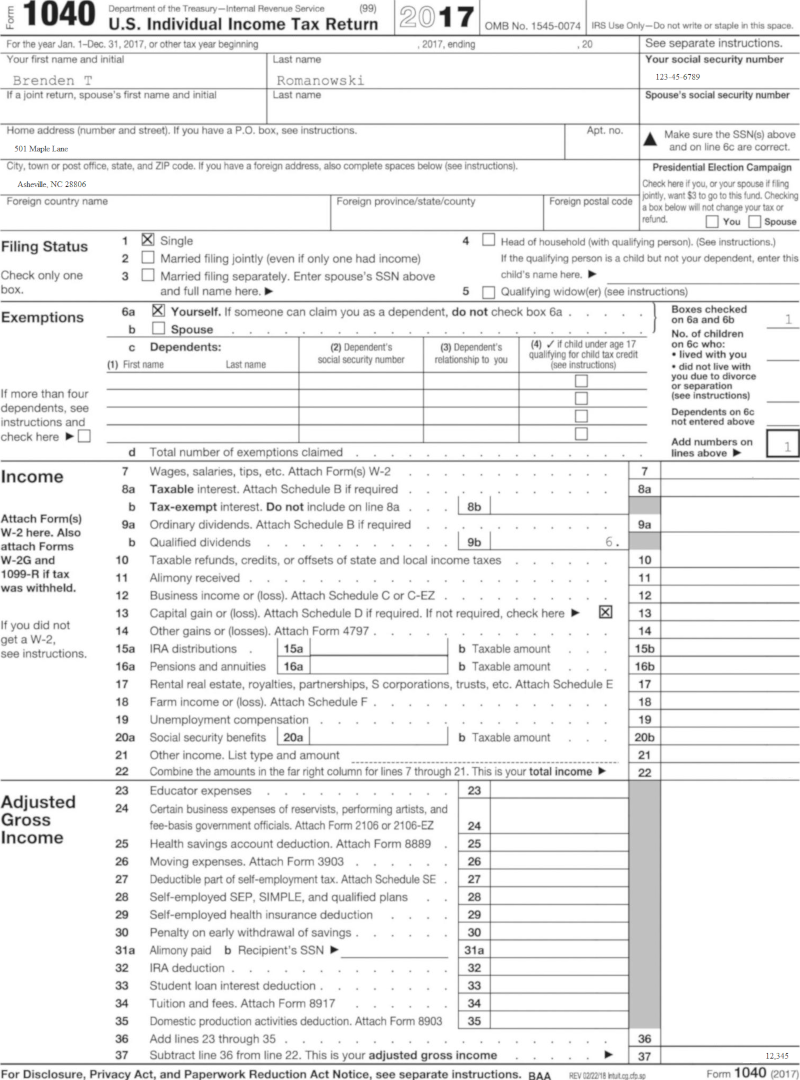 Form 1040 Department of the Treasury—Internal Revenue Service (99) U.S. Individual Income Tax Return 2017 OMB No. 1545-0074 IRS Use Only—Do not write or staple in this space.
For the year Jan. 1–Dec. 31, 2017, or other tax year beginning , 2017, ending , 20 See separate instructions.
Your first name and initial Last name Your social security number
Brenden T Romanowski 123-45-6789
If a joint return, spouse's first name and initial Last name Spouse's social security number
Home address (number and street). If you have a P.O. box, see instructions. Apt. no.
501 Maple Lane
▲ Make sure the SSN(s) above and on line 6c are correct.
City, town or post office, state, and ZIP code. If you have a foreign address, also complete spaces below (see instructions).
Asheville, NC 28806
Presidential Election Campaign
Check here if you, or your spouse if filing
jointly, want $3 to go to this fund. Checking
a box below will not change your tax or
refund. You Spouse
Foreign country name Foreign province/state/county Foreign postal code
Filing Status
Check only one
box.
1 ☒ Single
2 ☐ Married filing jointly (even if only one had income)
3 ☐ Married filing separately. Enter spouse's SSN above
and full name here. ▶
4 ☐ Head of household (with qualifying person). (See instructions.)
If the qualifying person is a child but not your dependent, enter this
child's name here. ▶
5 ☐ Qualifying widow(er) (see instructions)
Exemptions
6a ☒ Yourself. If someone can claim you as a dependent, do not check box 6a
b ☐ Spouse
c Dependents:
(1) First name Last name
(2) Dependent's
social security number
(3) Dependent's
relationship to you
(4) ✓ if child under age 17
qualifying for child tax credit
(see instructions)
If more than four
dependents, see
instructions and
check here ▶ ☐
d Total number of exemptions claimed
Boxes checked
on 6a and 6b 1
No. of children
on 6c who:
• lived with you
• did not live with
you due to divorce
or separation
(see instructions)
Dependents on 6c
not entered above
Add numbers on
lines above ▶ 1
Income
Attach Form(s)
W-2 here. Also
attach Forms
W-2G and
1099-R if tax
was withheld.
If you did not
get a W-2,
see instructions.
7 Wages, salaries, tips, etc. Attach Form(s) W-2 7
8a Taxable interest. Attach Schedule B if required 8a
b Tax-exempt interest. Do not include on line 8a 8b
9a Ordinary dividends. Attach Schedule B if required 9a
b Qualified dividends 9b 6.
10 Taxable refunds, credits, or offsets of state and local income taxes 10
11 Alimony received 11
12 Business income or (loss). Attach Schedule C or C-EZ 12
13 Capital gain or (loss). Attach Schedule D if required. If not required, check here ▶ ☒ 13
14 Other gains or (losses). Attach Form 4797 14
15a IRA distributions 15a b Taxable amount 15b
16a Pensions and annuities 16a b Taxable amount 16b
17 Rental real estate, royalties, partnerships, S corporations, trusts, etc. Attach Schedule E 17
18 Farm income or (loss). Attach Schedule F 18
19 Unemployment compensation 19
20a Social security benefits 20a b Taxable amount 20b
21 Other income. List type and amount 21
22 Combine the amounts in the far right column for lines 7 through 21. This is your total income ▶ 22
Adjusted
Gross
Income
23 Educator expenses 23
24 Certain business expenses of reservists, performing artists, and
fee-basis government officials. Attach Form 2106 or 2106-EZ 24
25 Health savings account deduction. Attach Form 8889 25
26 Moving expenses. Attach Form 3903 26
27 Deductible part of self-employment tax. Attach Schedule SE 27
28 Self-employed SEP, SIMPLE, and qualified plans 28
29 Self-employed health insurance deduction 29
30 Penalty on early withdrawal of savings 30
31a Alimony paid b Recipient's SSN ▶ 31a
32 IRA deduction 32
33 Student loan interest deduction 33
34 Tuition and fees. Attach Form 8917 34
35 Domestic production activities deduction. Attach Form 8903 35
36 Add lines 23 through 35 36
37 Subtract line 36 from line 22. This is your adjusted gross income ▶ 37 12,345
For Disclosure, Privacy Act, and Paperwork Reduction Act Notice, see separate instructions. BAA REV 02/22/18 Intuit.cg.cfp.sp Form 1040 (2017)